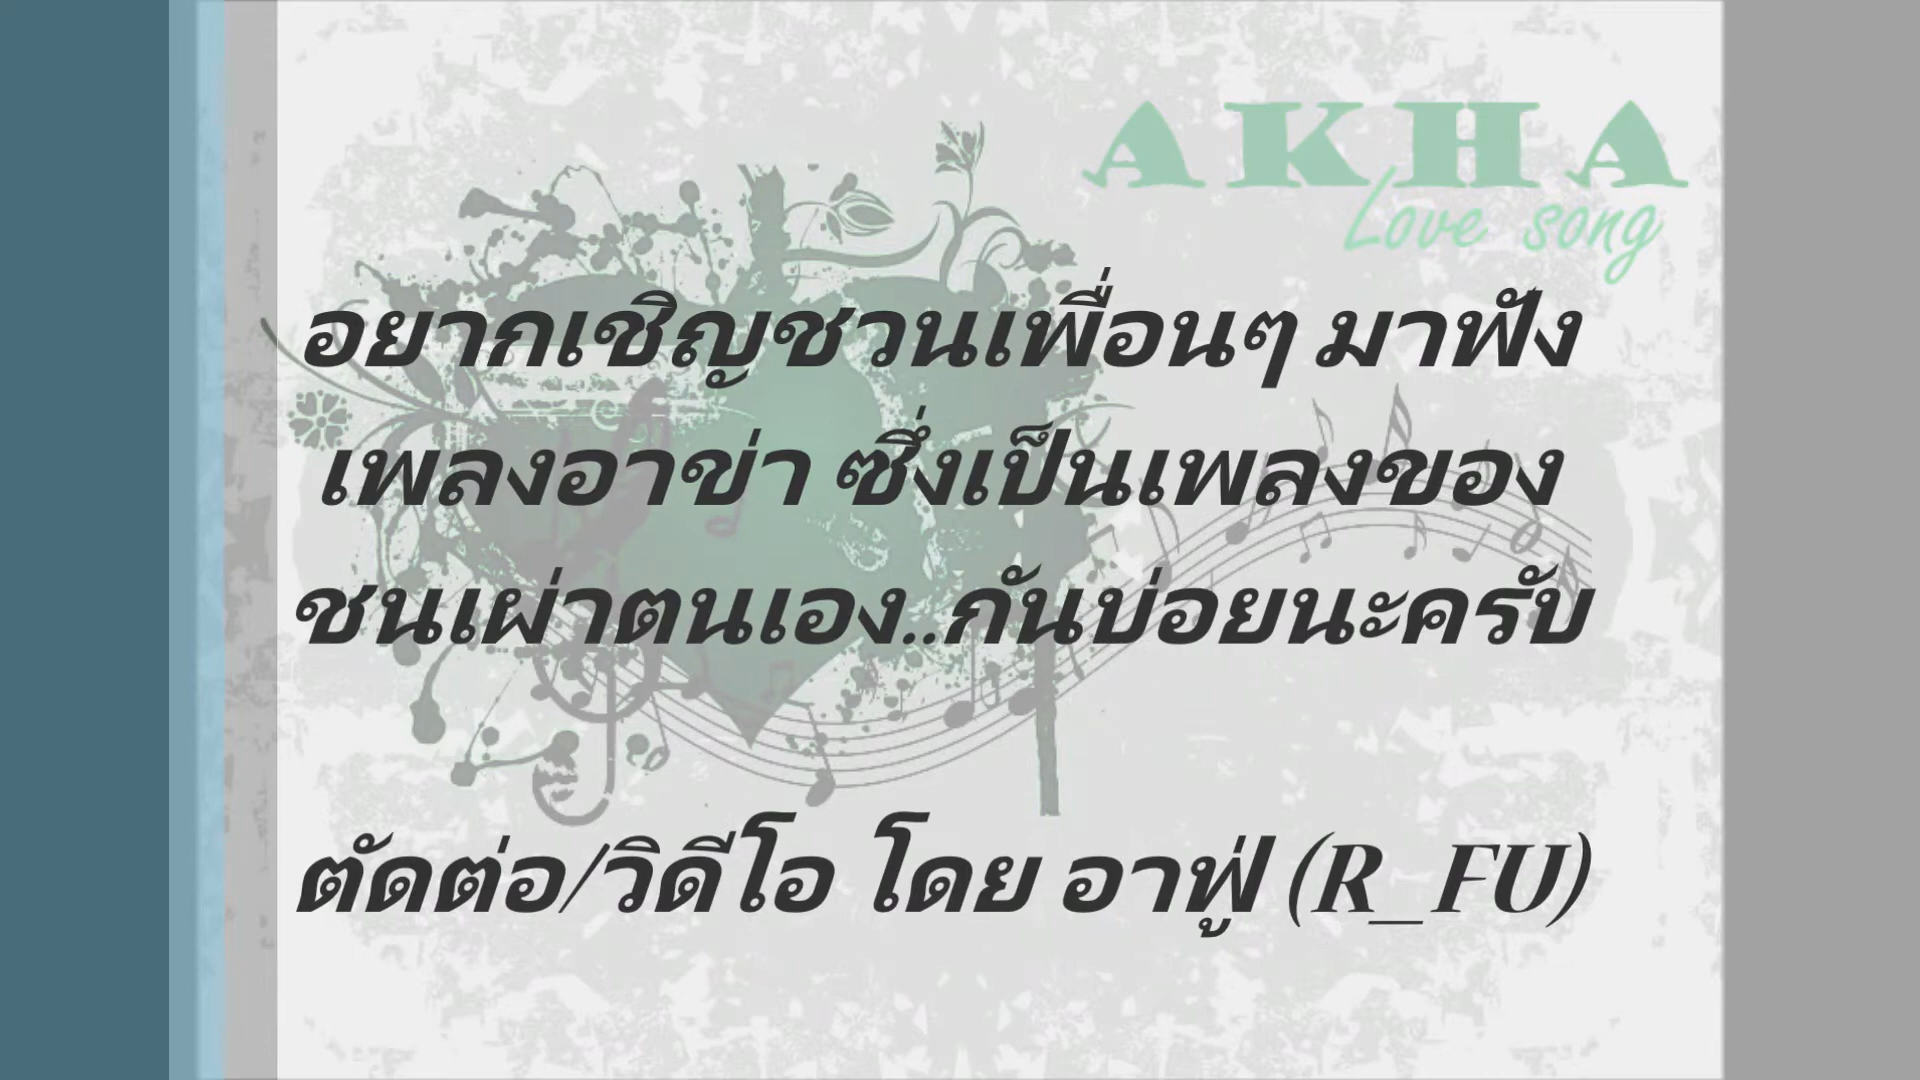 AKHA
Love song
อยากเชิญชวนเพื่อนๆ มาฟัง
เพลงอาข่า ซึ่งเป็นเพลงของ
ชนเผ่าตนเอง..กันบ่อยนะครับ
ตัดต่อ/วิดีโอ โดย อาฟู่ (R_FU)